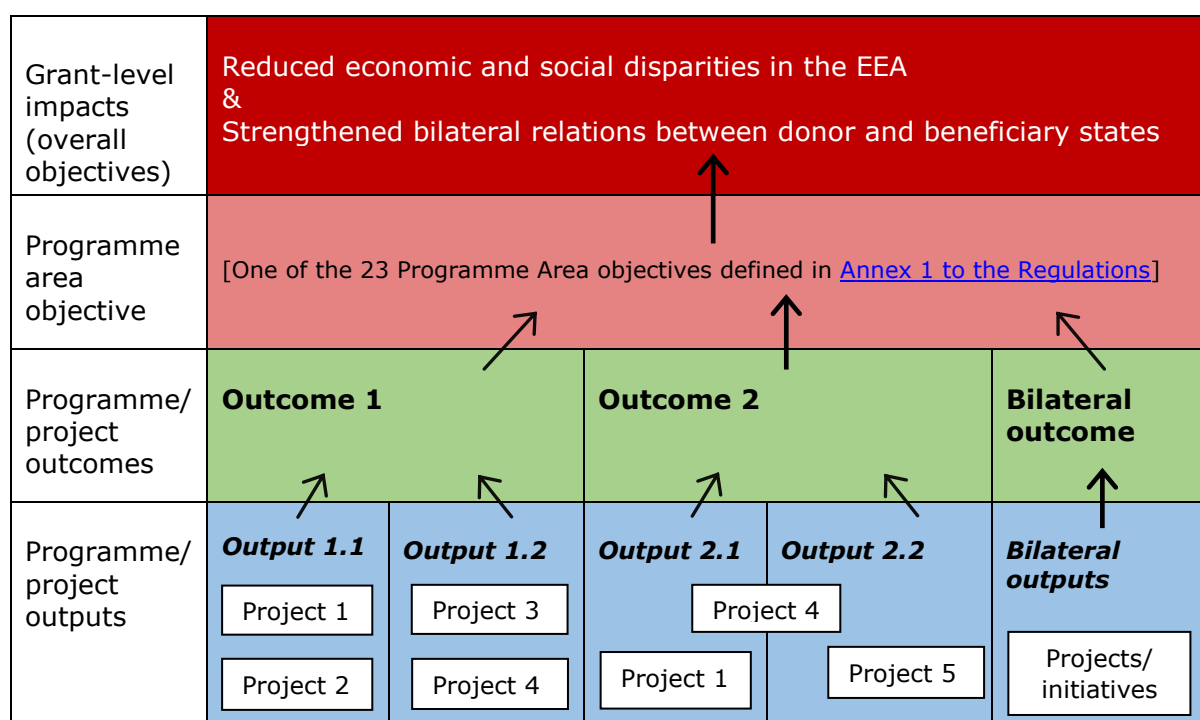 Grant-level
impacts
(overall
objectives)
Reduced economic and social disparities in the EEA
&
Strengthened bilateral relations between donor and beneficiary states
Programme
area
objective
[One of the 23 Programme Area objectives defined in Annex 1 to the Regulations]
Programme/
project
outcomes
Outcome 1
Outcome 2
Bilateral
outcome
Programme/
project
outputs
Output 1.1
Project 1
Project 2
Output 1.2
Project 3
Project 4
Output 2.1
Output 2.2
Project 4
Project 1
Project 5
Bilateral
outputs
Projects/
initiatives